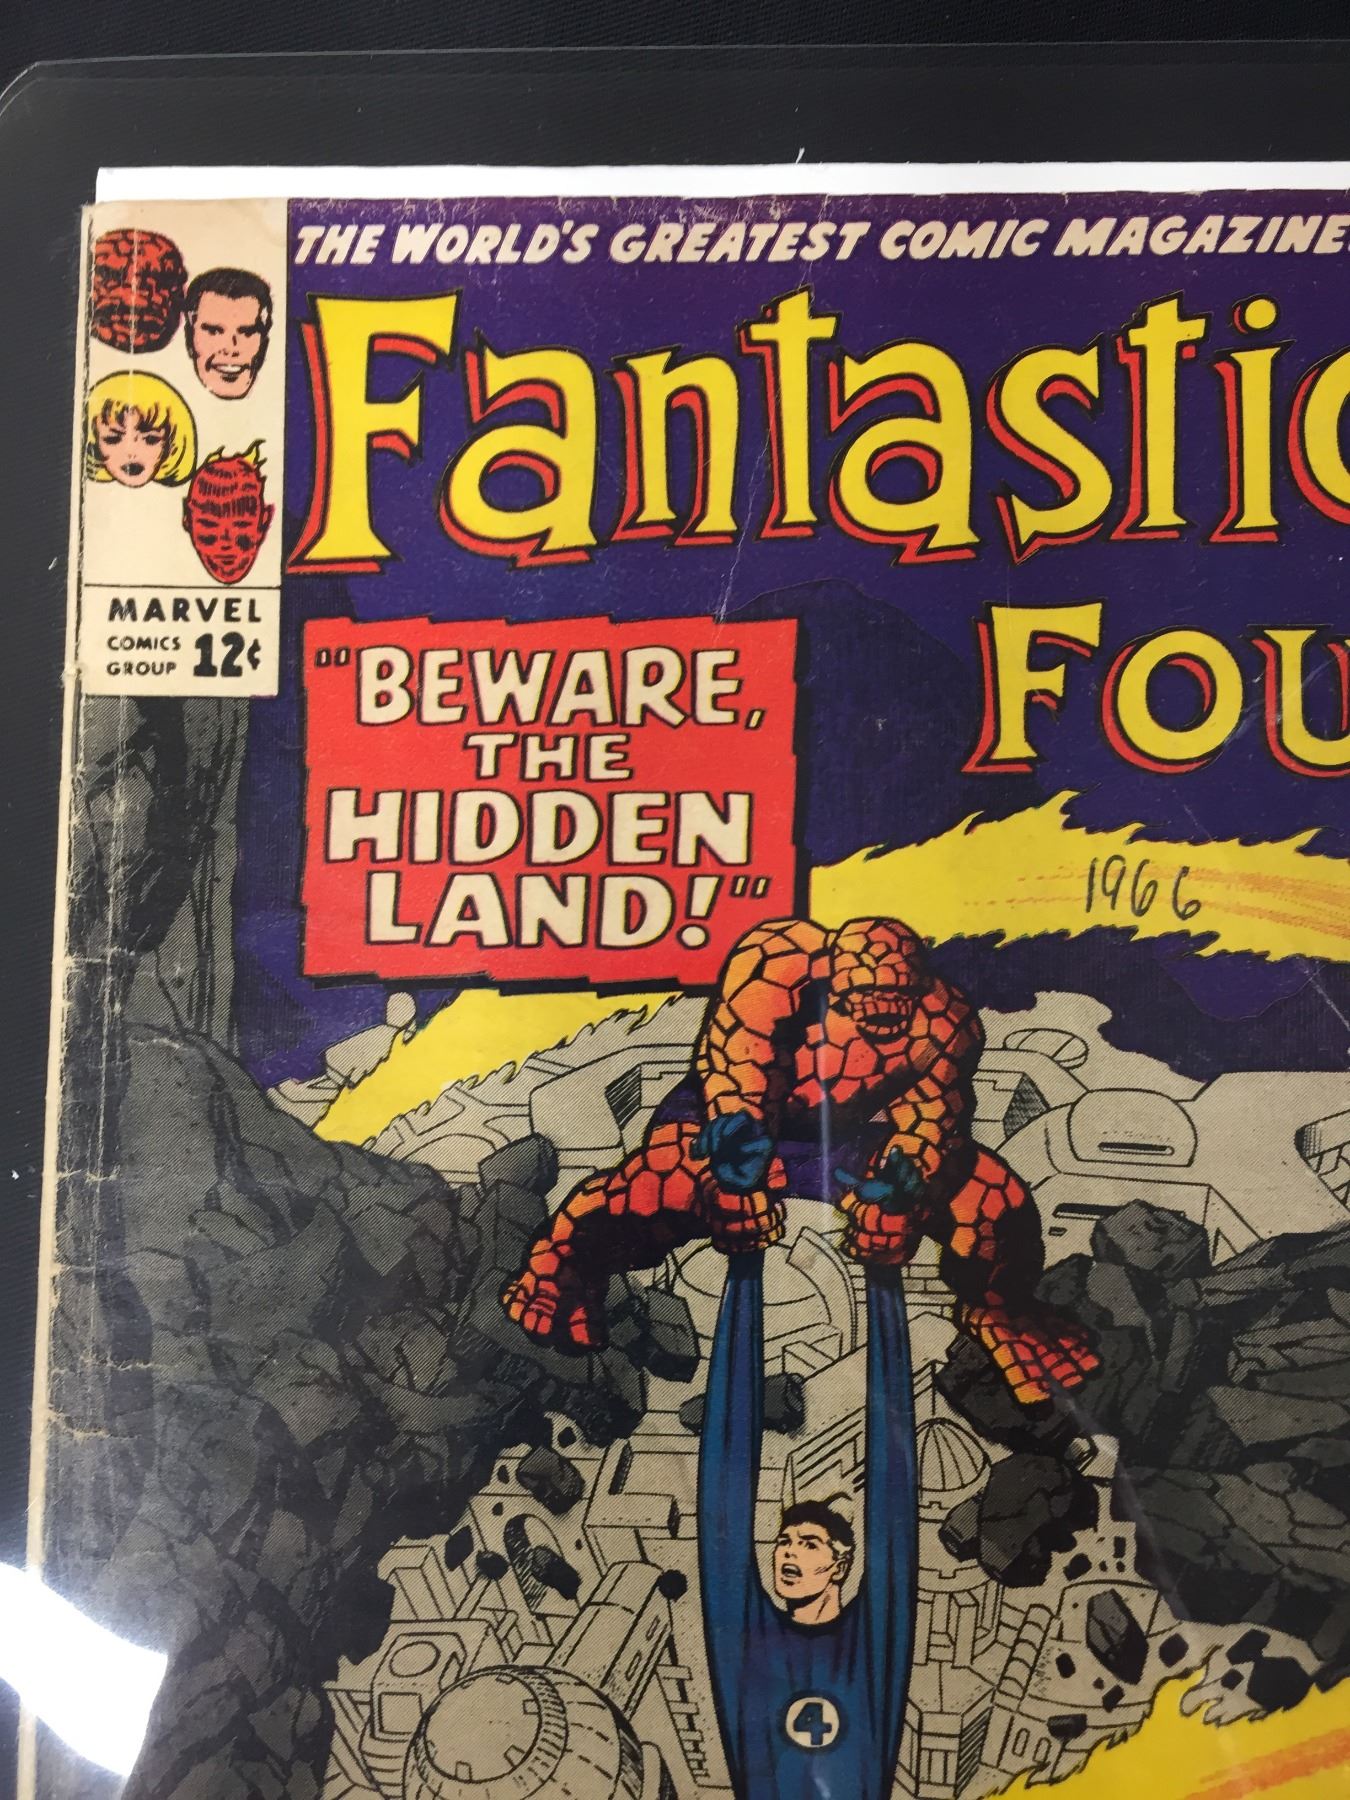 THE WORLD'S GREATEST COMIC MAGAZINE!
Fantastic
FOU
MARVEL
COMICS
GROUP
12¢
"BEWARE,
THE
HIDDEN
LAND!"
1966
4